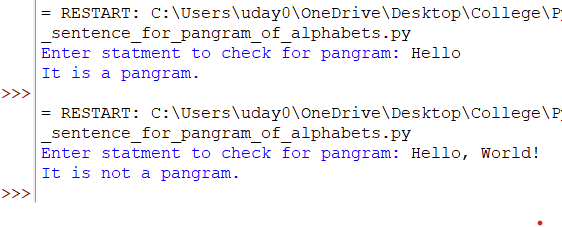 = RESTART: C:\Users\uday0\OneDrive\Desktop\College\Py
_sentence_for_pangram_of_alphabets.py
Enter statment to check for pangram: Hello
It is a pangram.
>>>
= RESTART: C:\Users\uday0\OneDrive\Desktop\College\Py
_sentence_for_pangram_of_alphabets.py
Enter statment to check for pangram: Hello, World!
It is not a pangram.
>>>